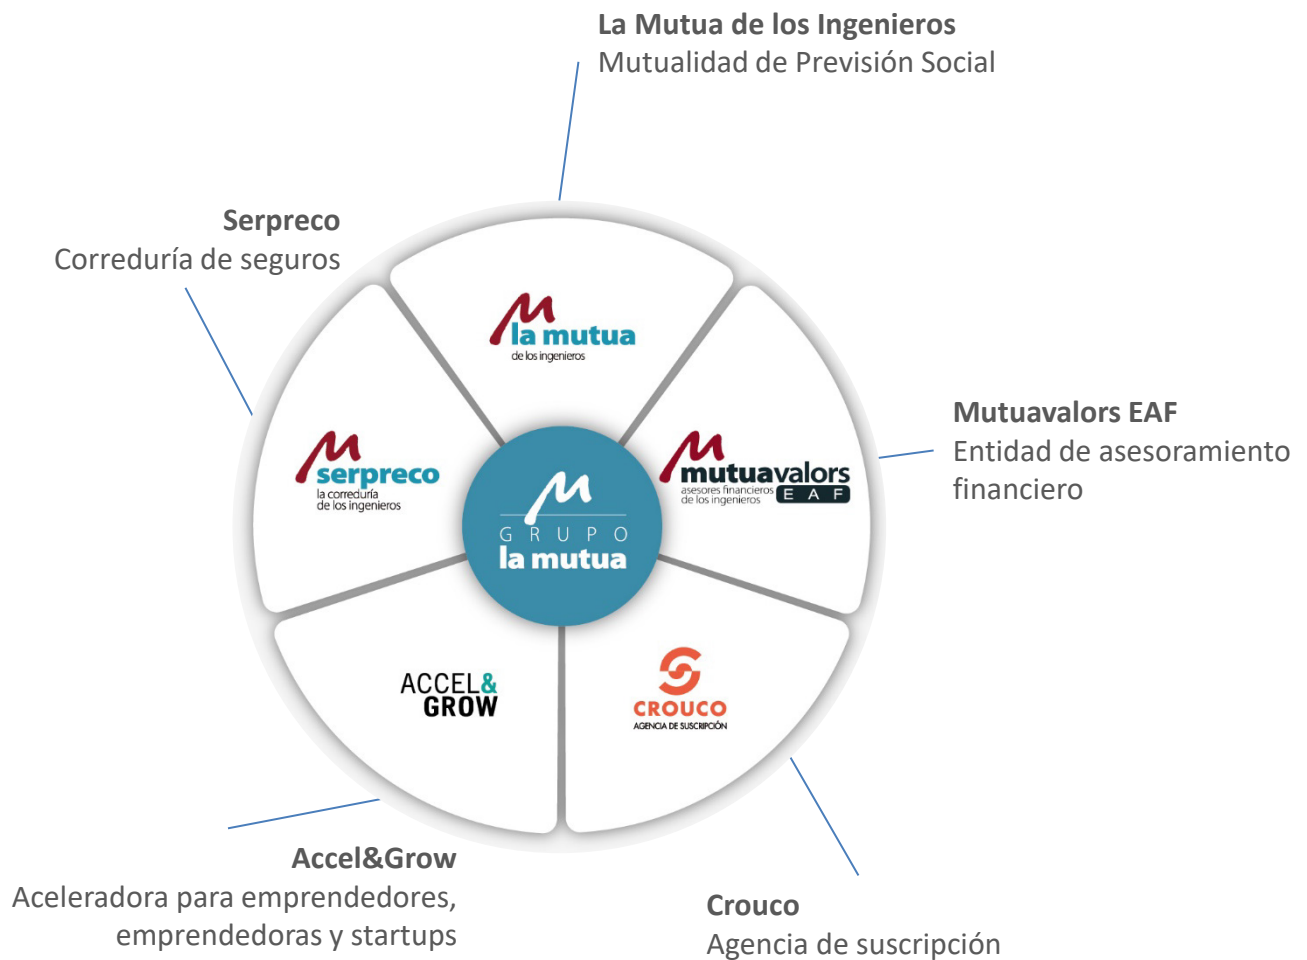 La Mutua de los Ingenieros
Mutualidad de Previsión Social
Serpreco
Correduría de seguros
la mutua
de los ingenieros
Mutuavalors EAF
Entidad de asesoramiento
financiero
serpreco
la correduría
de los ingenieros
mutuavalors
asesores financieros
de los ingenieros
EAF
GRUPO
la mutua
ACCEL&
GROW
CROUCO
AGENCIA DE SUSCRIPCIÓN
Accel&Grow
Aceleradora para emprendedores,
emprendedoras y startups
Crouco
Agencia de suscripción